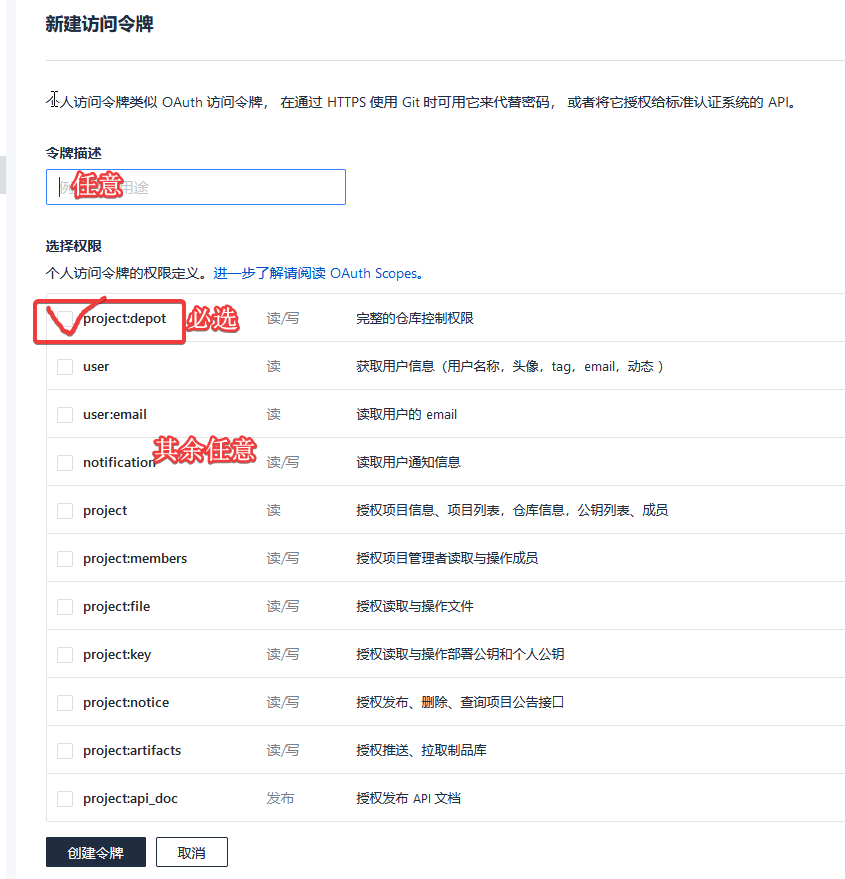 新建访问令牌
个人访问令牌类似 OAuth 访问令牌， 在通过 HTTPS 使用 Git 时可用它来代替密码， 或者将它授权给标准认证系统的 API。
令牌描述
例 任意 用途
选择权限
个人访问令牌的权限定义。进一步了解请阅读 OAuth Scopes。
project:depot 必选 读/写 完整的仓库控制权限
user 读 获取用户信息（用户名称，头像，tag，email，动态 ）
user:email 读 读取用户的 email
其余任意
notification 读/写 读取用户通知信息
project 读 授权项目信息、项目列表，仓库信息，公钥列表、成员
project:members 读/写 授权项目管理者读取与操作成员
project:file 读/写 授权读取与操作文件
project:key 读/写 授权读取与操作部署公钥和个人公钥
project:notice 读/写 授权发布、删除、查询项目公告接口
project:artifacts 读/写 授权推送、拉取制品库
project:api_doc 发布 授权发布 API 文档
创建令牌 取消